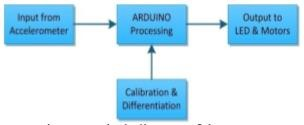 Input from
Accelerometer
ARDUINO
Processing
Output to
LED & Motors
Calibration &
Differentiation